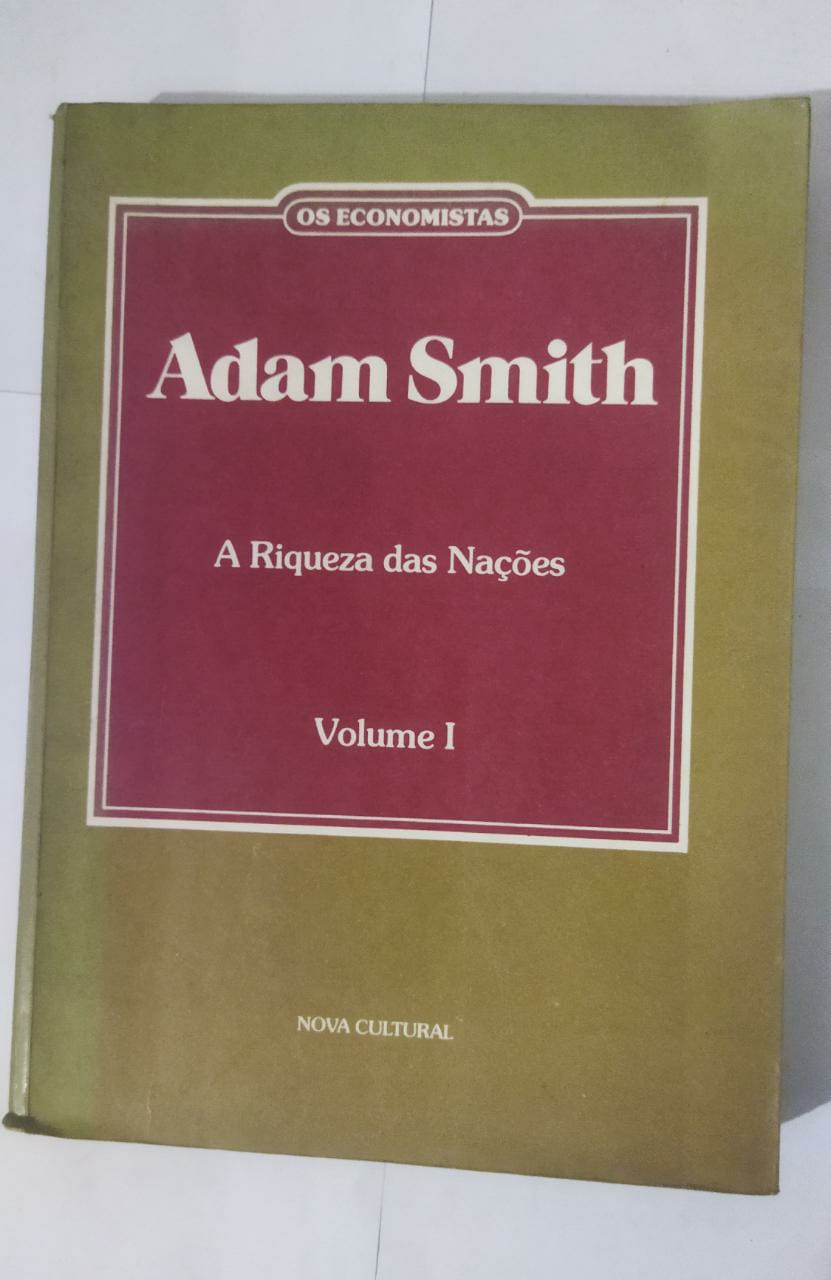 OS ECONOMISTAS
Adam Smith
A Riqueza das Nações
Volume I
NOVA CULTURAL